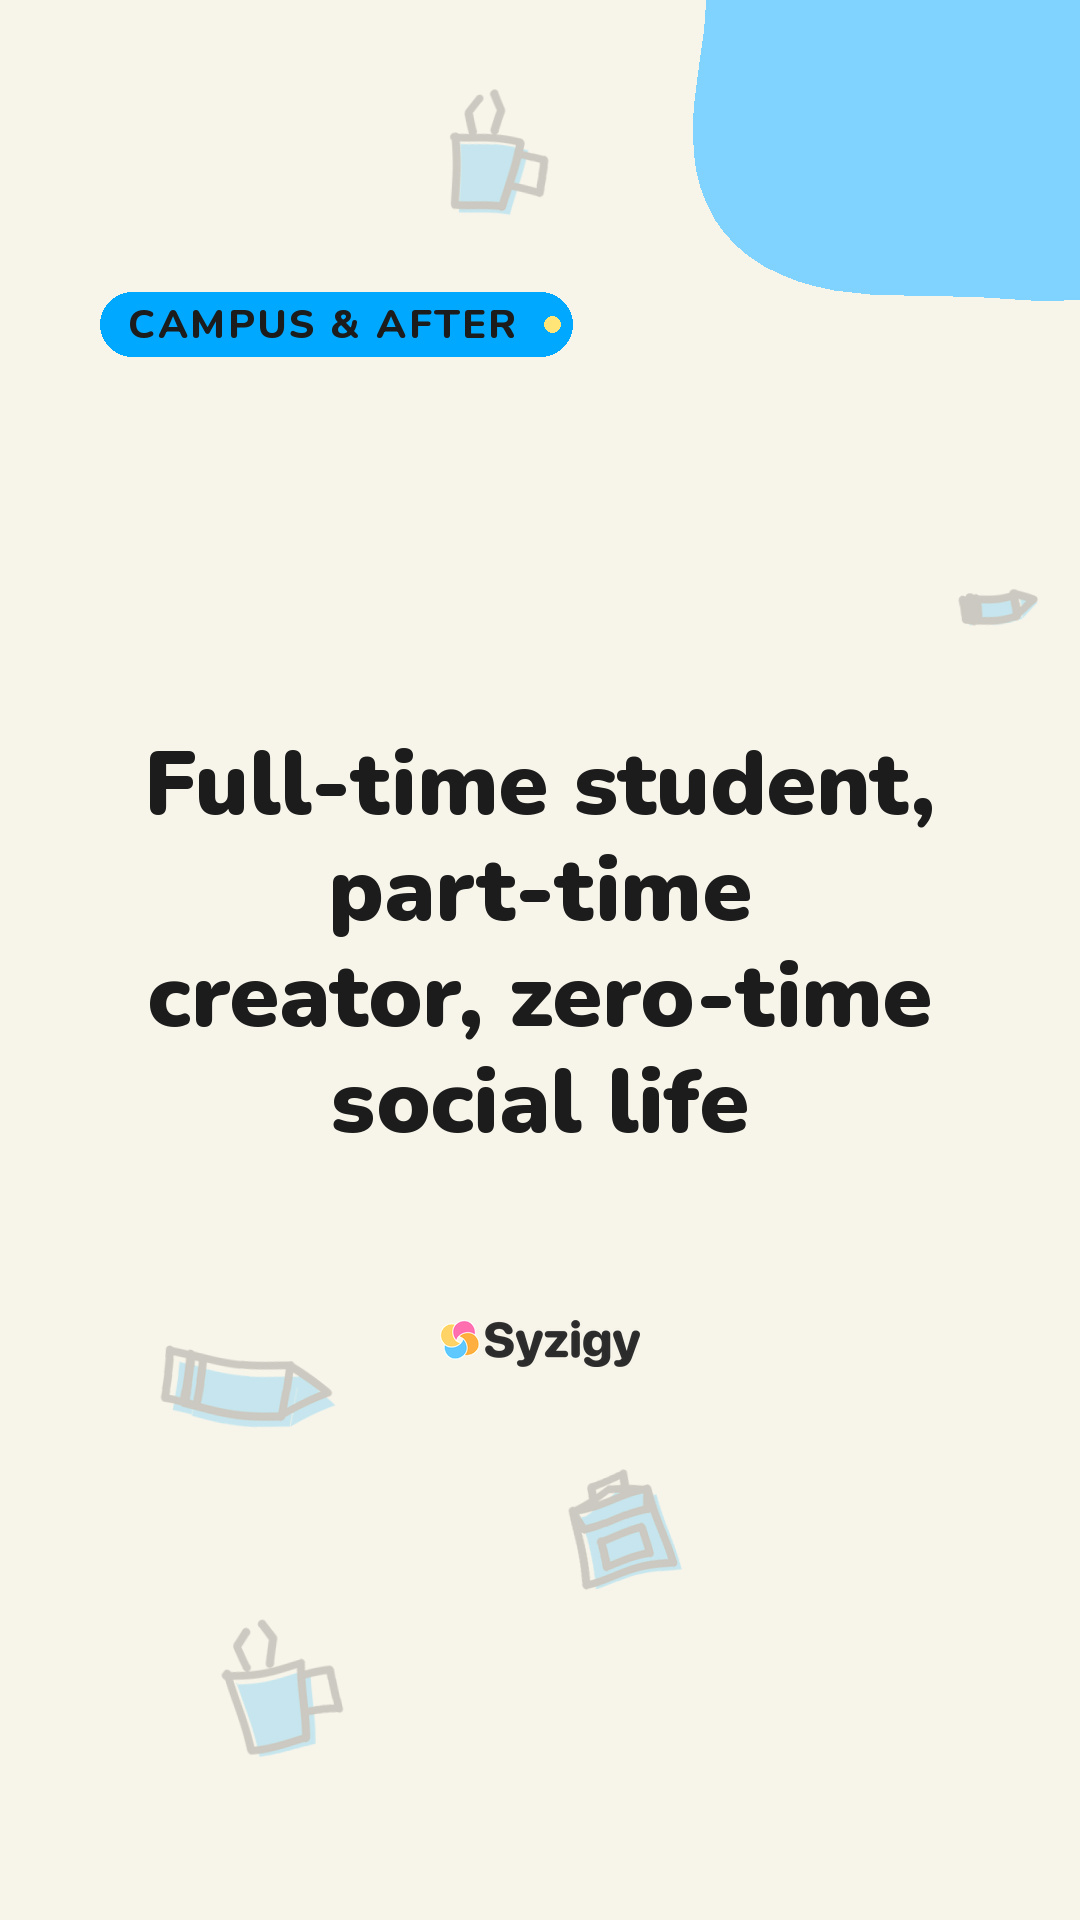 CAMPUS & AFTER
Full-time student,
part-time
creator, zero-time
social life
Syzigy